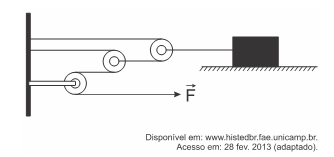 F
Disponível em: www.histedbr.fae.unicamp.br.
Acesso em: 28 fev. 2013 (adaptado).